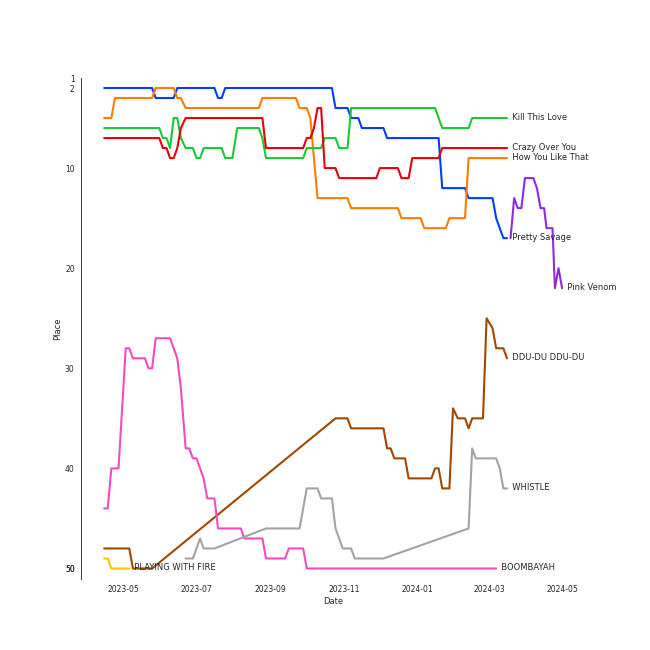 1
2
10
20
30
40
50
Place
Kill This Love
Crazy Over You
How You Like That
Pretty Savage
Pink Venom
DDU-DU DDU-DU
WHISTLE
PLAYING WITH FIRE
BOOMBAYAH
2023-05
2023-07
2023-09
2023-11
2024-01
2024-03
2024-05
Date